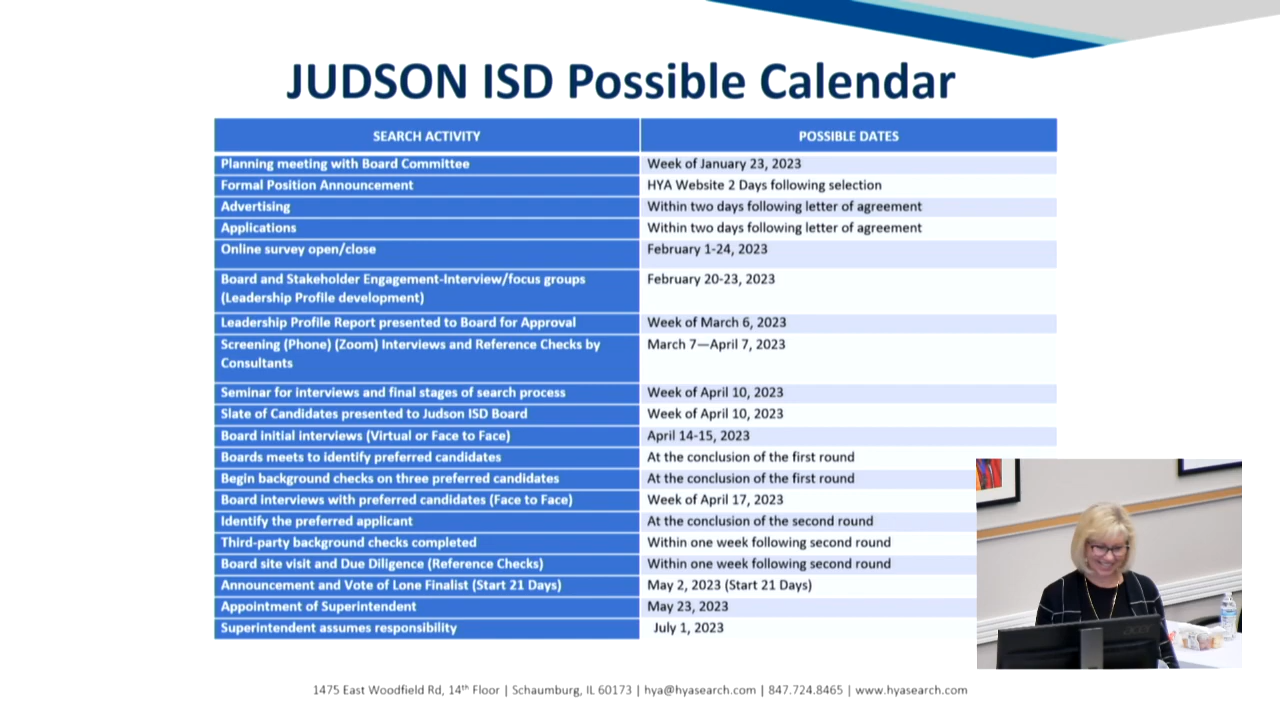 JUDSON ISD Possible Calendar
SEARCH ACTIVITY POSSIBLE DATES
Planning meeting with Board Committee Week of January 23, 2023
Formal Position Announcement HYA Website 2 Days following selection
Advertising Within two days following letter of agreement
Applications Within two days following letter of agreement
Online survey open/close February 1-24, 2023
Board and Stakeholder Engagement-Interview/focus groups February 20-23, 2023
(Leadership Profile development)
Leadership Profile Report presented to Board for Approval Week of March 6, 2023
Screening (Phone) (Zoom) Interviews and Reference Checks by March 7—April 7, 2023
Consultants
Seminar for interviews and final stages of search process Week of April 10, 2023
Slate of Candidates presented to Judson ISD Board Week of April 10, 2023
Board initial interviews (Virtual or Face to Face) April 14-15, 2023
Boards meets to identify preferred candidates At the conclusion of the first round
Begin background checks on three preferred candidates At the conclusion of the first round
Board interviews with preferred candidates (Face to Face) Week of April 17, 2023
Identify the preferred applicant At the conclusion of the second round
Third-party background checks completed Within one week following second round
Board site visit and Due Diligence (Reference Checks) Within one week following second round
Announcement and Vote of Lone Finalist (Start 21 Days) May 2, 2023 (Start 21 Days)
Appointment of Superintendent May 23, 2023
Superintendent assumes responsibility July 1, 2023
acer
1475 East Woodfield Rd, 14th Floor | Schaumburg, IL 60173 | hya@hyasearch.com | 847.724.8465 | www.hyasearch.com